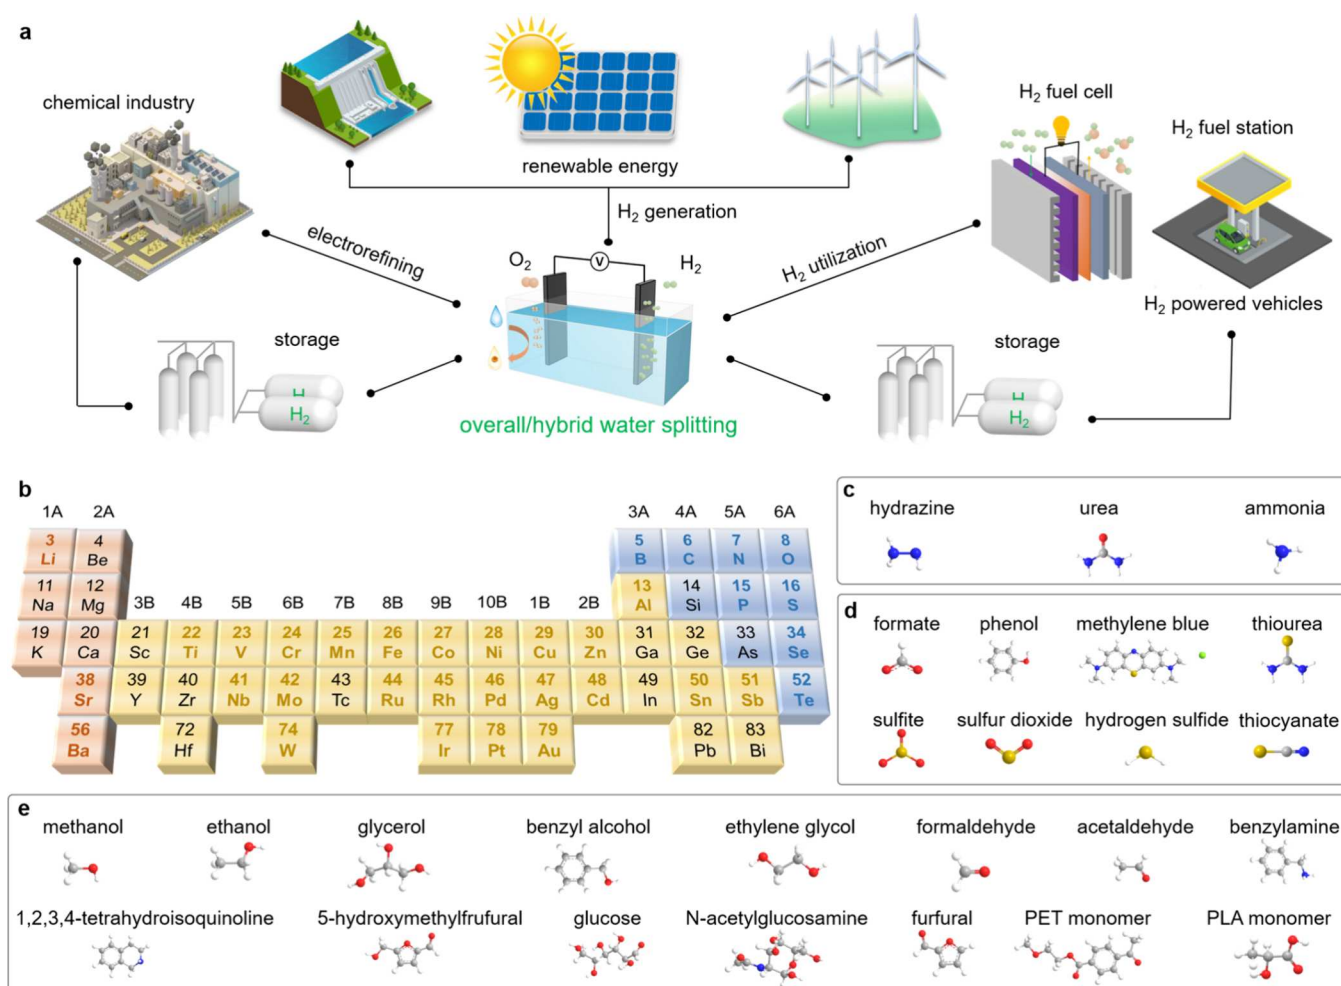 a
chemical industry
renewable energy
H₂ fuel cell
H₂ fuel station
H₂ generation
electrorefining
O₂
V
H₂
H₂ utilization
H₂ powered vehicles
storage
H
H₂
storage
H
H₂
overall/hybrid water splitting
b
1A 2A 3A 4A 5A 6A
3 4 5 6 7 8
Li Be B C N O
11 12 13 14 15 16
Na Mg Al Si P S
3B 4B 5B 6B 7B 8B 9B 10B 1B 2B
19 20 21 22 23 24 25 26 27 28 29 30 31 32 33 34
K Ca Sc Ti V Cr Mn Fe Co Ni Cu Zn Ga Ge As Se
38 39 40 41 42 43 44 45 46 47 48 49 50 51 52
Sr Y Zr Nb Mo Tc Ru Rh Pd Ag Cd In Sn Sb Te
56 72 74 77 78 79 82 83
Ba Hf W Ir Pt Au Pb Bi
c
hydrazine urea ammonia
d
formate phenol methylene blue thiourea
sulfite sulfur dioxide hydrogen sulfide thiocyanate
e
methanol ethanol glycerol benzyl alcohol ethylene glycol formaldehyde acetaldehyde benzylamine
1,2,3,4-tetrahydroisoquinoline 5-hydroxymethylfrufural glucose N-acetylglucosamine furfural PET monomer PLA monomer